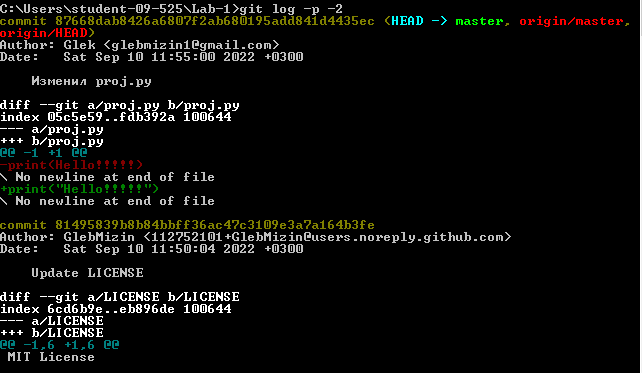 C:\Users\student-09-525\Lab-1>git log -p -2
commit 87668dab8426a6807f2ab680195add841d4435ec (HEAD -> master, origin/master,
origin/HEAD)
Author: Glek <glebmizin1@gmail.com>
Date:   Sat Sep 10 11:55:00 2022 +0300

    Изменил proj.py

diff --git a/proj.py b/proj.py
index 05c5e59..fdb392a 100644
--- a/proj.py
+++ b/proj.py
@@ -1 +1 @@
-print(Hello!!!!!)
\ No newline at end of file
+print("Hello!!!!!")
\ No newline at end of file

commit 81495839b8b84bbff36ac47c3109e3a7a164b3fe
Author: GlebMizin <112752101+GlebMizin@users.noreply.github.com>
Date:   Sat Sep 10 11:50:04 2022 +0300

    Update LICENSE

diff --git a/LICENSE b/LICENSE
index 6cd6b9e..eb896de 100644
--- a/LICENSE
+++ b/LICENSE
@@ -1,6 +1,6 @@
 MIT License